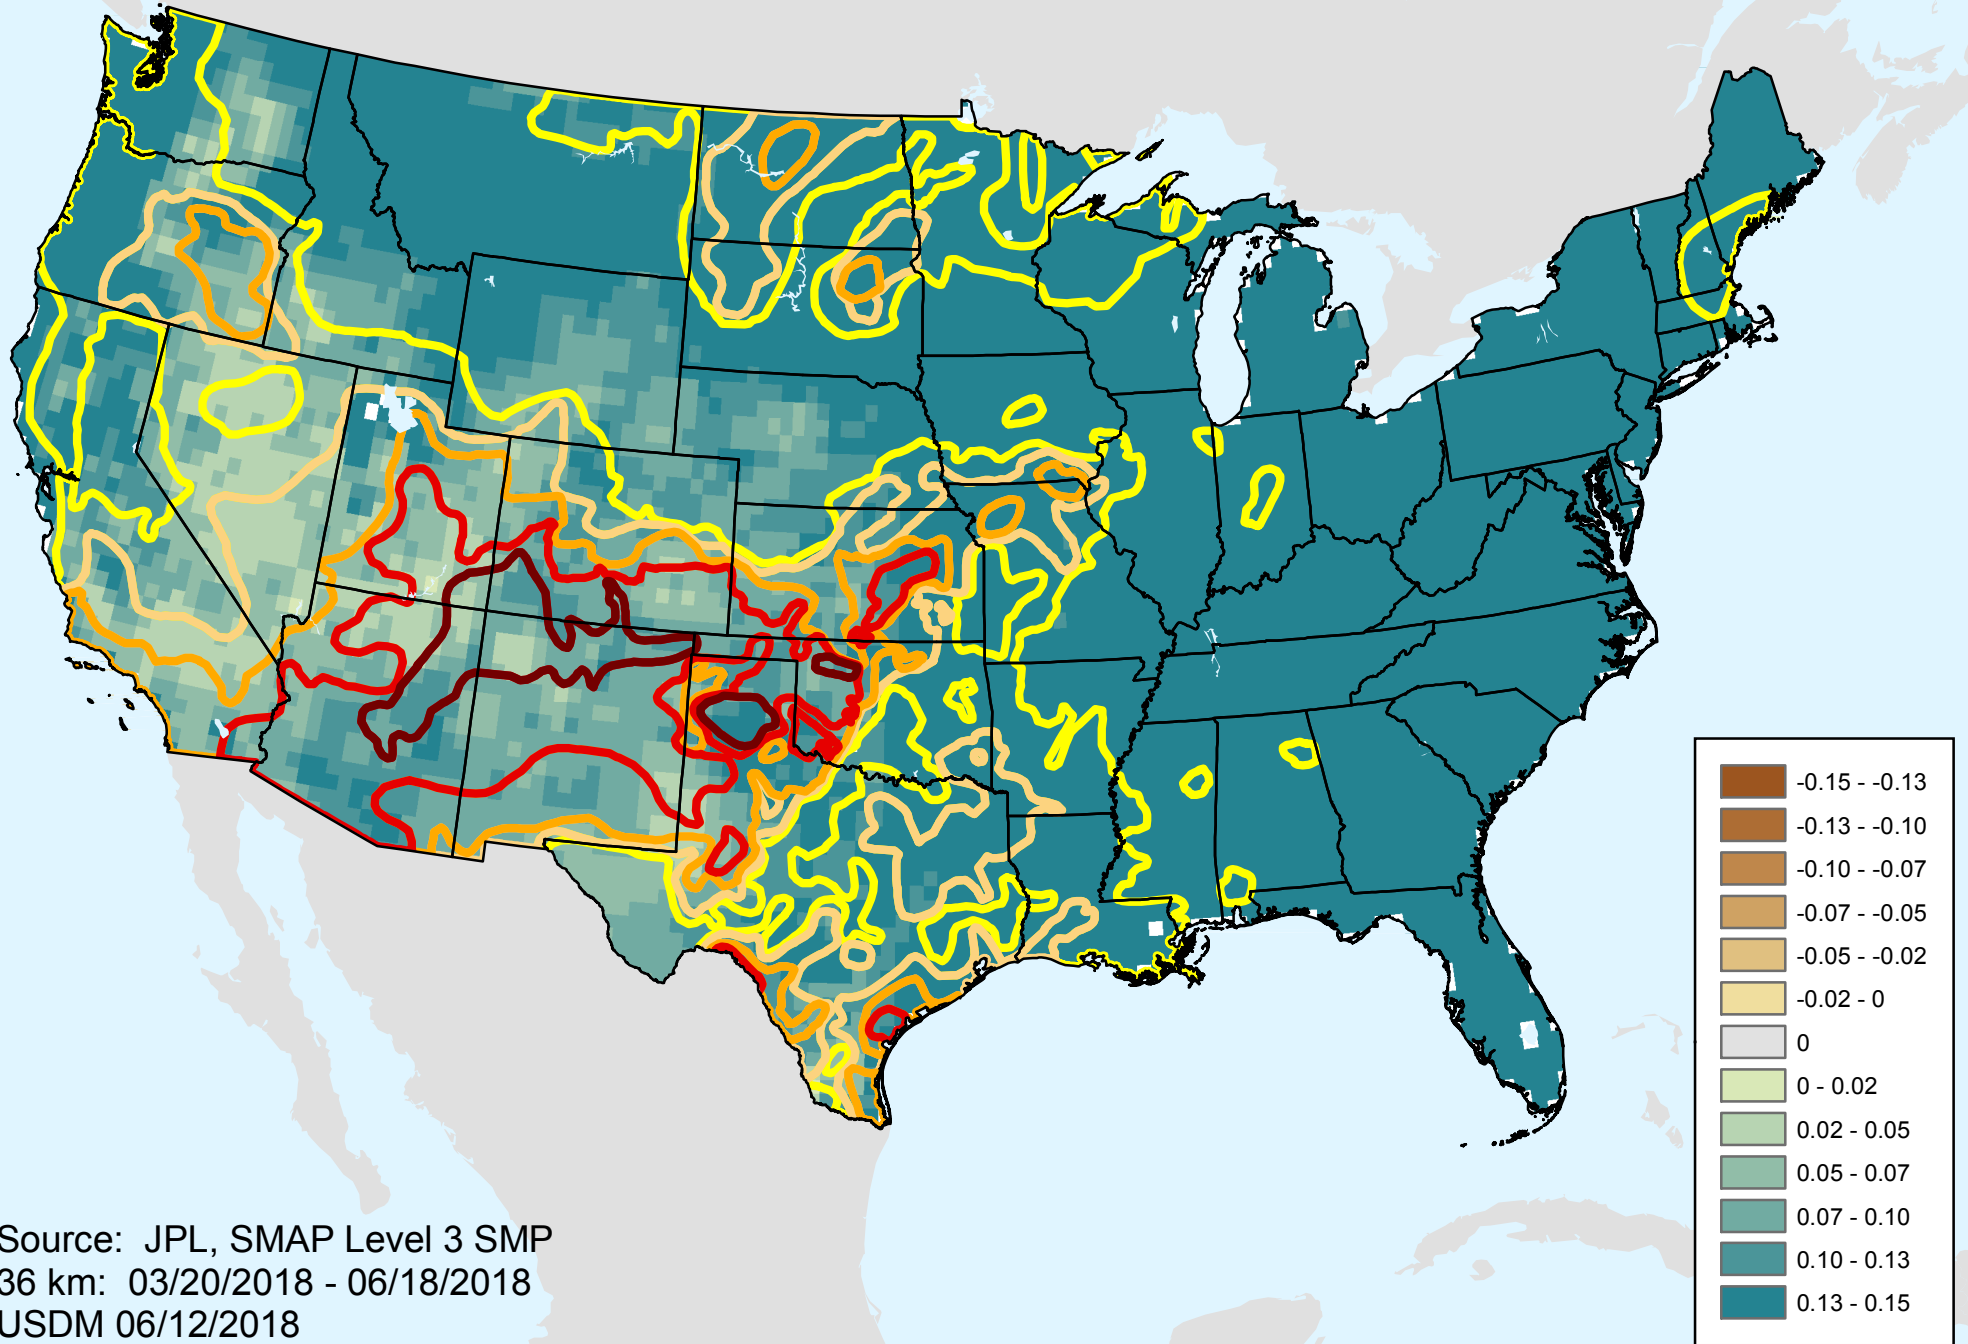 -0.15 - -0.13
-0.13 - -0.10
-0.10 - -0.07
-0.07 - -0.05
-0.05 - -0.02
-0.02 - 0
0
0 - 0.02
0.02 - 0.05
0.05 - 0.07
0.07 - 0.10
0.10 - 0.13
0.13 - 0.15
Source: JPL, SMAP Level 3 SMP
36 km: 03/20/2018 - 06/18/2018
USDM 06/12/2018